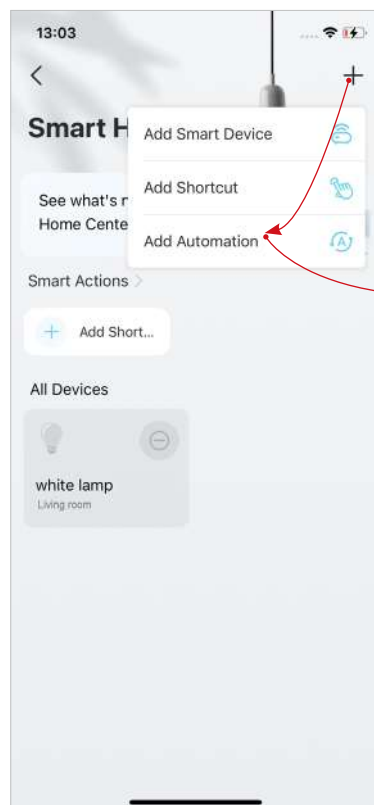 13:03
Smart H
Add Smart Device
Add Shortcut
Add Automation
See what's
Home Cente
Smart Actions
Add Short...
All Devices
white lamp
Living room